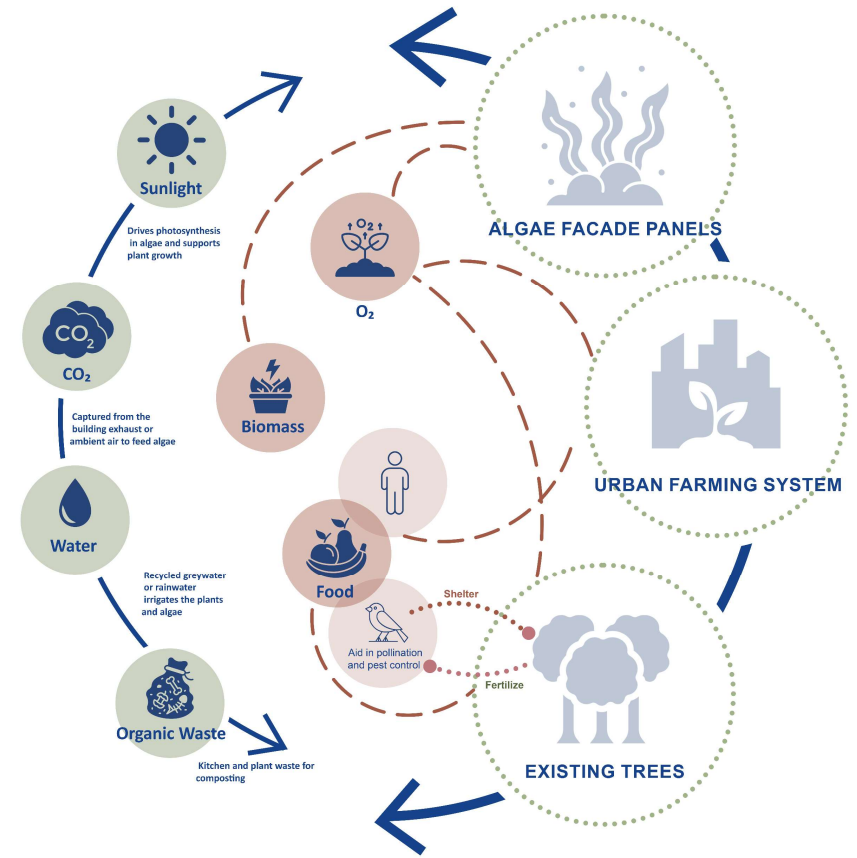 Sunlight
Drives photosynthesis
in algae and supports
plant growth
CO₂
CO₂
Captured from the
building exhaust or
ambient air to feed algae
Water
Recycled greywater
or rainwater
irrigates the plants
and algae
Organic Waste
Kitchen and plant waste for
composting
O₂
O₂
Biomass
Food
Aid in pollination
and pest control
Shelter
Fertilize
ALGAE FACADE PANELS
URBAN FARMING SYSTEM
EXISTING TREES